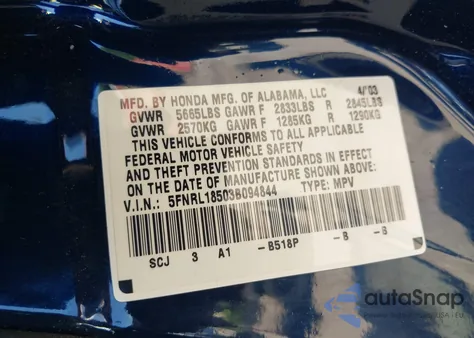 MFD. BY HONDA MFG. OF ALABAMA, LLC 4/03
GVWR 5665LBS GAWR F 2833LBS R 2845LBS
GVWR 2570KG GAWR F 1285KG R 1290KG
THIS VEHICLE CONFORMS TO ALL APPLICABLE
FEDERAL MOTOR VEHICLE SAFETY
AND THEFT PREVENTION STANDARDS IN EFFECT
ON THE DATE OF MANUFACTURE SHOWN ABOVE:
V.I.N.: 5FNRL18503B094844 TYPE: MPV
SCJ 3 A1 -B518P -B -B
autoSnap